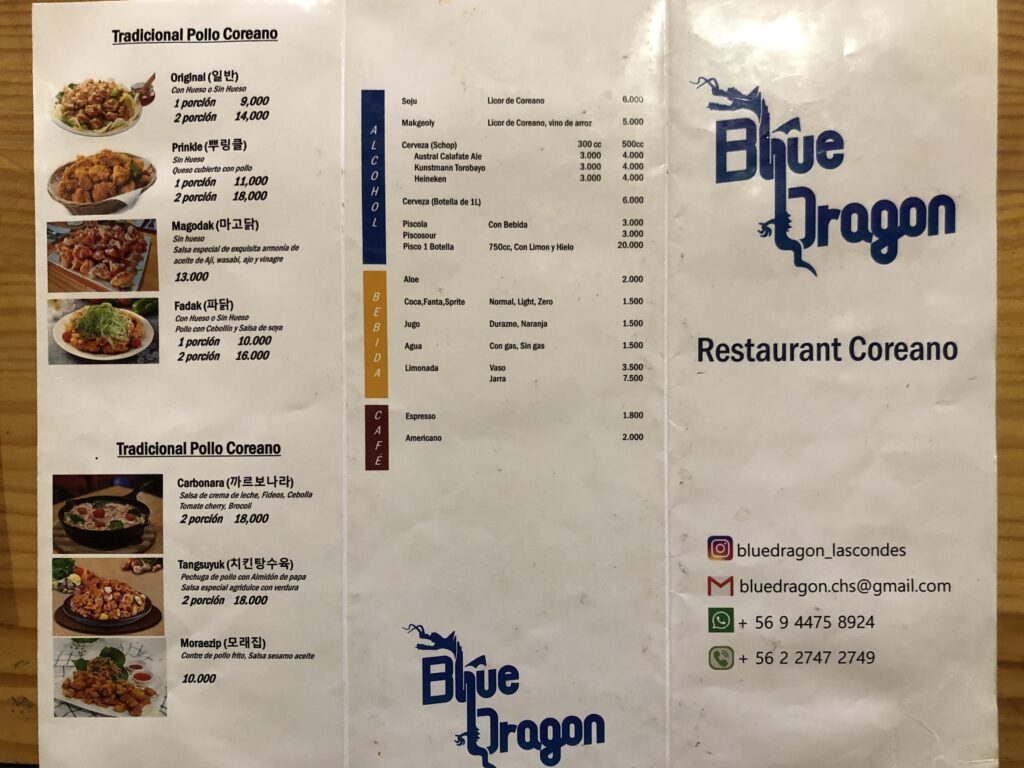 Tradicional Pollo Coreano
Original (일반)
Con Hueso o Sin Hueso
1 porción 9,000
2 porción 14,000
Prinkle (뿌링클)
Sin Hueso
Queso cubierto con pollo
1 porción 11,000
2 porción 18,000
Magodak (마고닭)
Sin hueso
Salsa especial de exquisita armonía de
aceite de Aji, wasabi, ajo y vinagre
13.000
Fadak (파닭)
Con Hueso o Sin Hueso
Pollo con Cebollín y Salsa de soya
1 porción 10.000
2 porción 16.000
Tradicional Pollo Coreano
Carbonara (까르보나라)
Salsa de crema de leche, Fideos, Cebolla
Tomate cherry, Brocoli
2 porción 18,000
Tangsuyuk (치킨탕수육)
Pechuga de pollo con Almidón de papa
Salsa especial agridulce con verdura
2 porción 18.000
Moraezip (모래집)
Contre de pollo frito, Salsa sesamo aceite
10.000
ALCOHOL
Soju Licor de Coreano 6.000
Makgeoly Licor de Coreano, vino de arroz 5.000
Cerveza (Schop) 300 cc 500cc
Austral Calafate Ale 3.000 4.000
Kunstmann Torobayo 3.000 4.000
Heineken 3.000 4.000
Cerveza (Botella de 1L) 6.000
Piscola Con Bebida 3.000
Piscosour 3.000
Pisco 1 Botella 750cc, Con Limon y Hielo 20.000
BEBIDA
Aloe 2.000
Coca,Fanta,Sprite Normal, Light, Zero 1.500
Jugo Durazno, Naranja 1.500
Agua Con gas, Sin gas 1.500
Limonada Vaso 3.500
Jarra 7.500
CAFÉ
Espresso 1.800
Americano 2.000
Blue
Dragon
Blue
Dragon
Restaurant Coreano
bluedragon_lascondes
bluedragon.chs@gmail.com
+ 56 9 4475 8924
+ 56 2 2747 2749